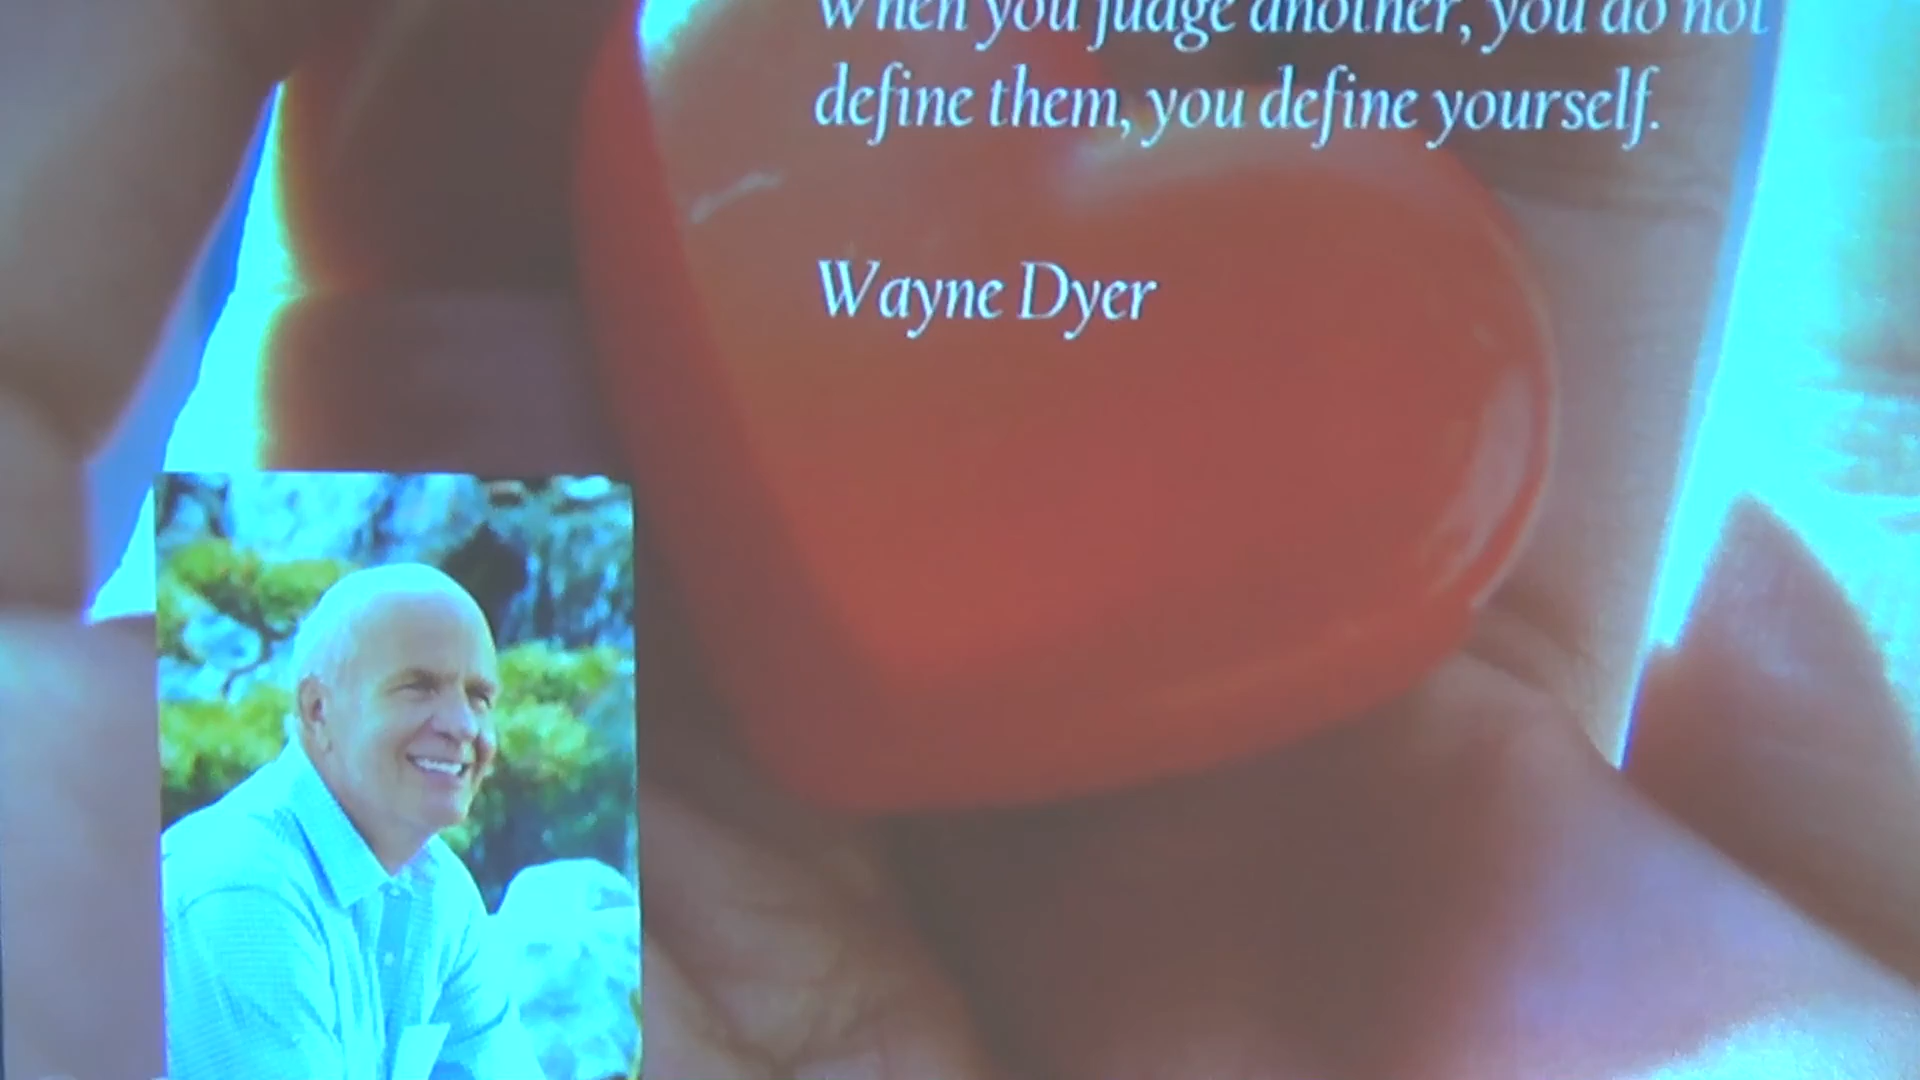 When you judge another, you do not
define them, you define yourself.
Wayne Dyer